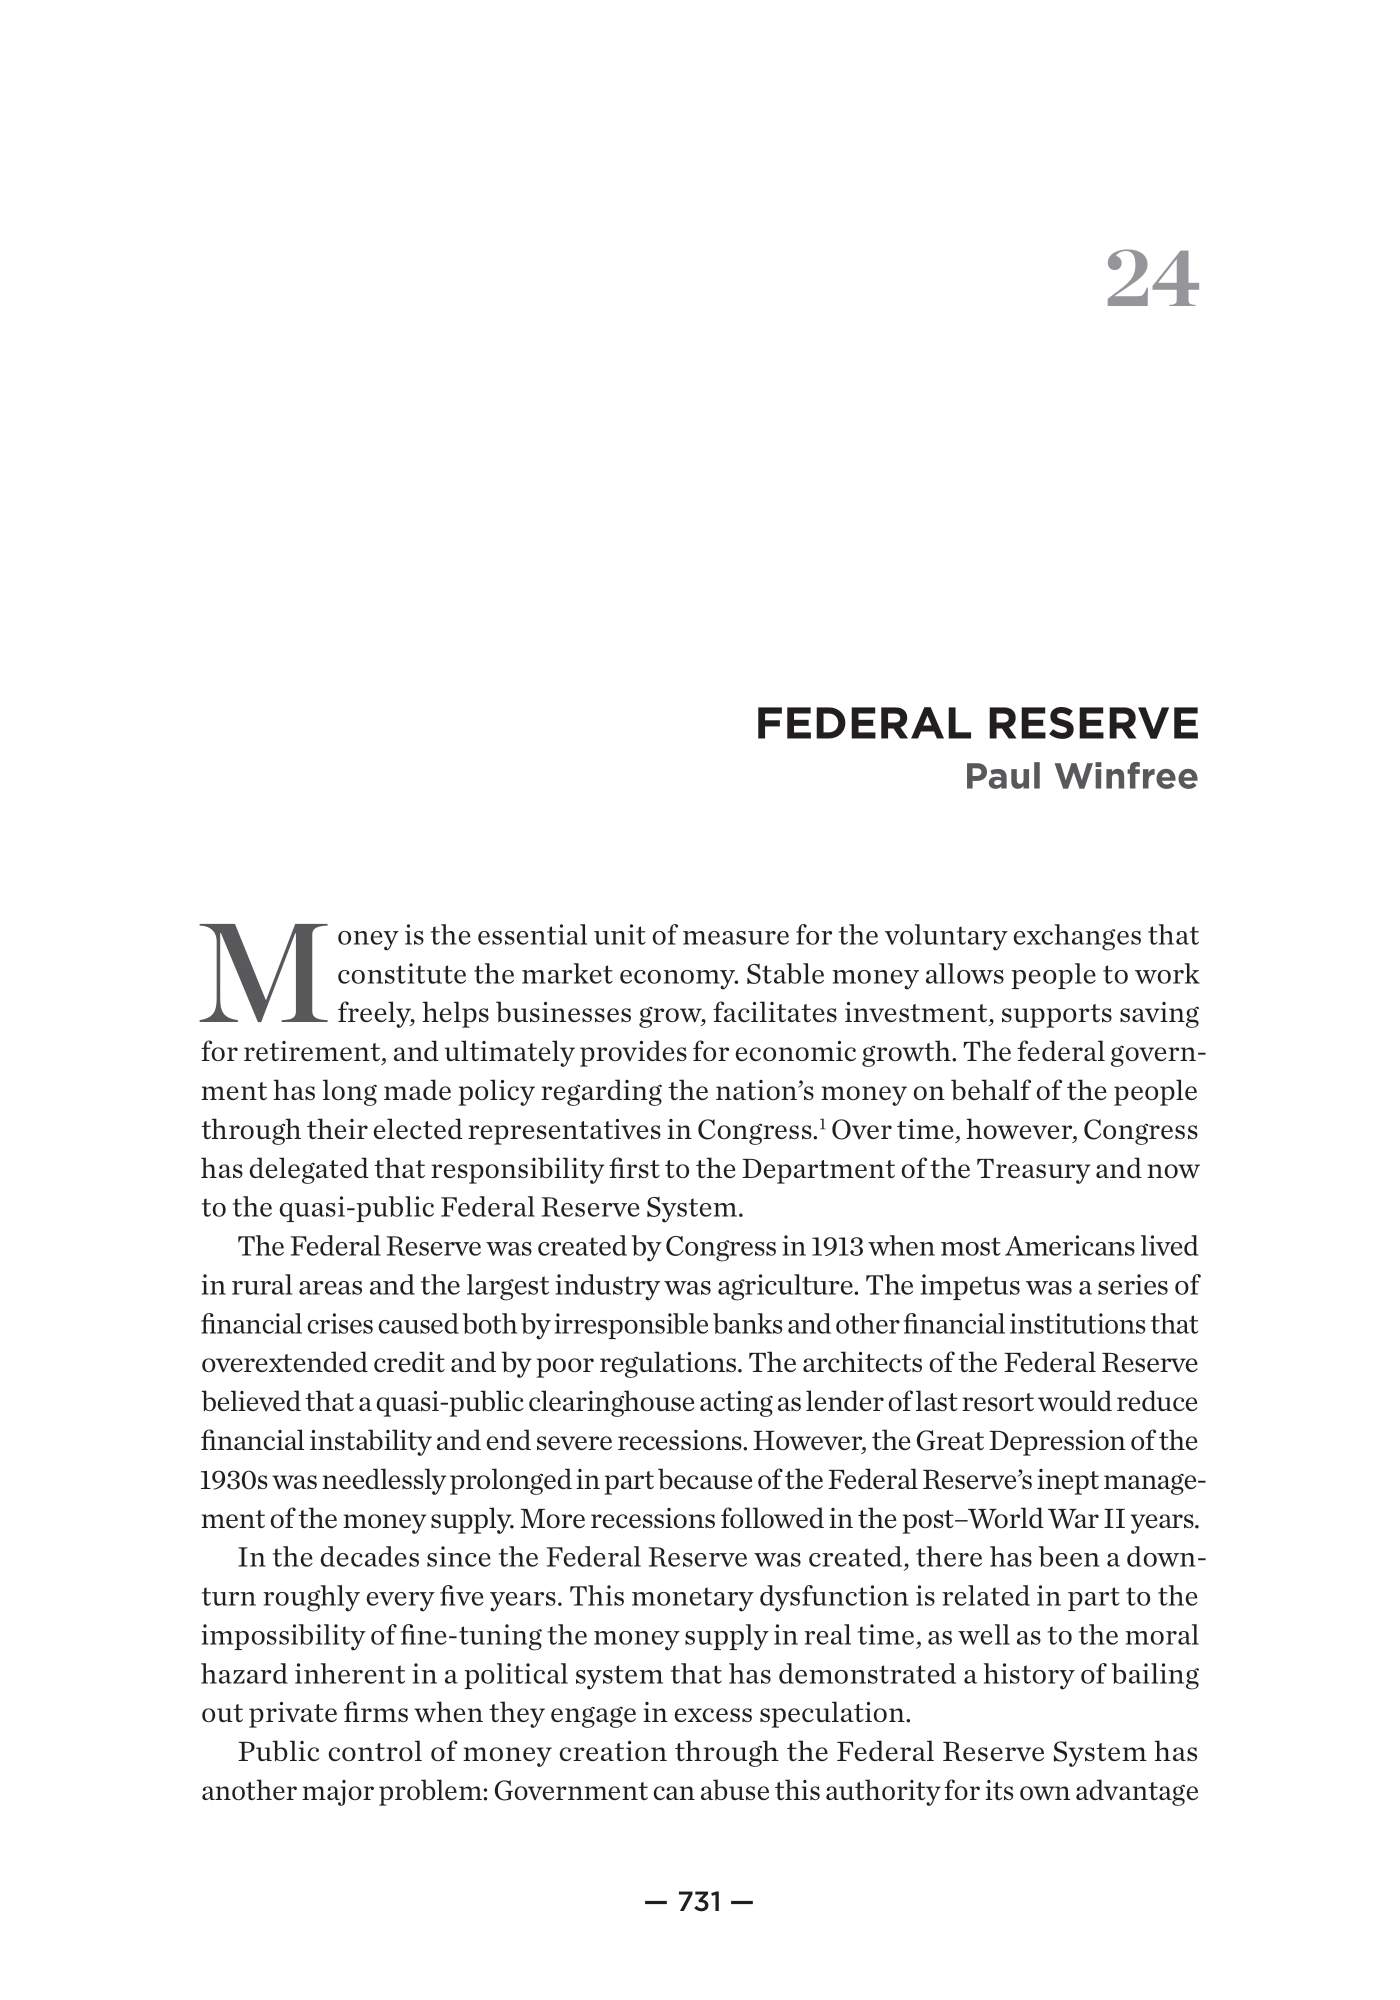 24
FEDERAL RESERVE
Paul Winfree
Money is the essential unit of measure for the voluntary exchanges that
constitute the market economy. Stable money allows people to work
freely, helps businesses grow, facilitates investment, supports saving
for retirement, and ultimately provides for economic growth. The federal govern-
ment has long made policy regarding the nation’s money on behalf of the people
through their elected representatives in Congress.¹ Over time, however, Congress
has delegated that responsibility first to the Department of the Treasury and now
to the quasi-public Federal Reserve System.
The Federal Reserve was created by Congress in 1913 when most Americans lived
in rural areas and the largest industry was agriculture. The impetus was a series of
financial crises caused both by irresponsible banks and other financial institutions that
overextended credit and by poor regulations. The architects of the Federal Reserve
believed that a quasi-public clearinghouse acting as lender of last resort would reduce
financial instability and end severe recessions. However, the Great Depression of the
1930s was needlessly prolonged in part because of the Federal Reserve’s inept manage-
ment of the money supply. More recessions followed in the post–World War II years.
In the decades since the Federal Reserve was created, there has been a down-
turn roughly every five years. This monetary dysfunction is related in part to the
impossibility of fine-tuning the money supply in real time, as well as to the moral
hazard inherent in a political system that has demonstrated a history of bailing
out private firms when they engage in excess speculation.
Public control of money creation through the Federal Reserve System has
another major problem: Government can abuse this authority for its own advantage
— 731 —